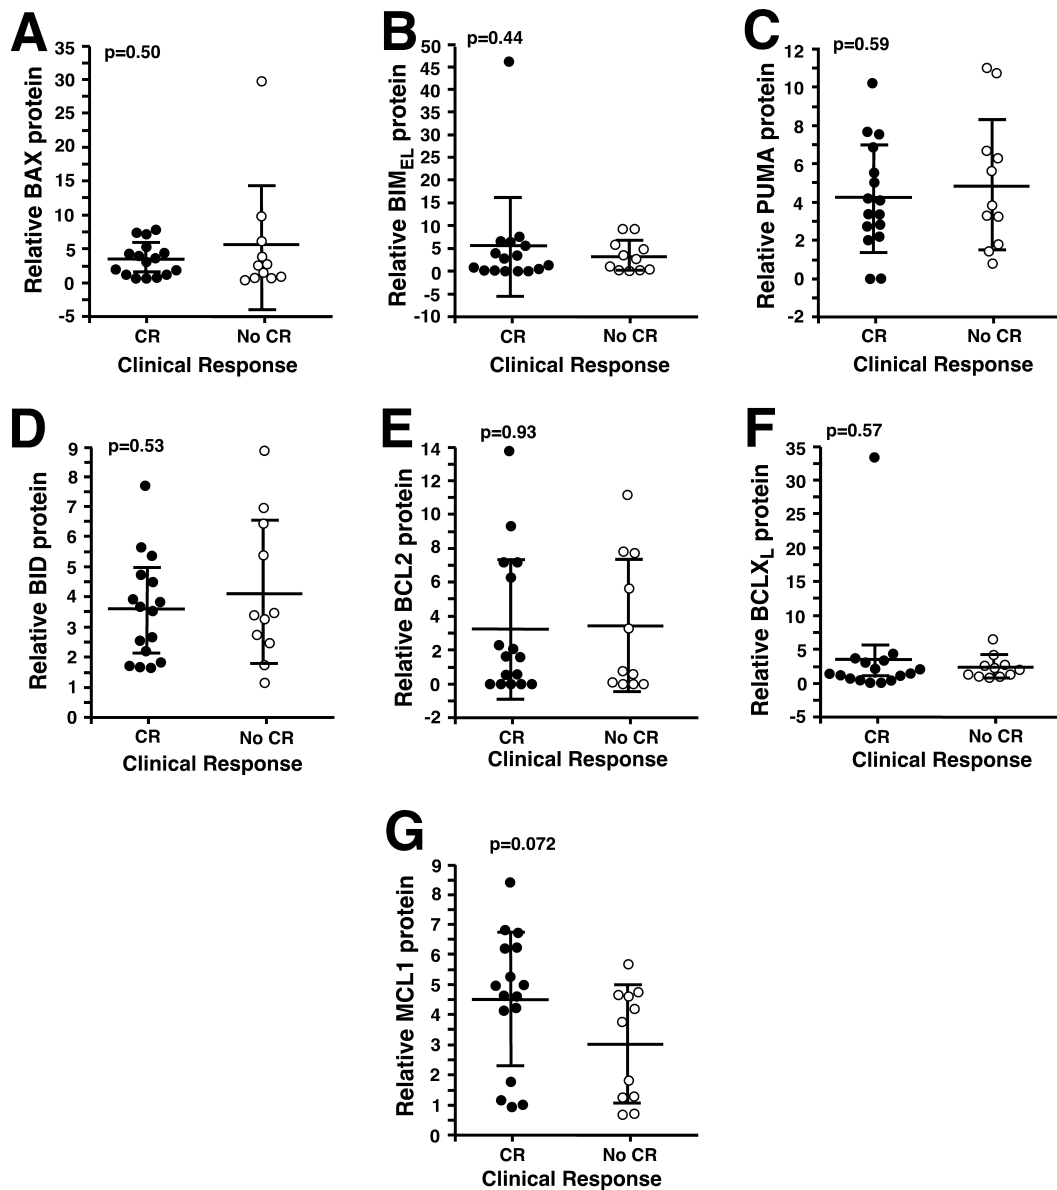 A
p=0.50
Relative BAX protein
35
30
25
20
15
10
5
0
-5
CR
No CR
Clinical Response
B
p=0.44
Relative BIMEL protein
50
45
40
35
30
25
20
15
10
5
0
-5
-10
CR
No CR
Clinical Response
C
p=0.59
Relative PUMA protein
12
10
8
6
4
2
0
-2
CR
No CR
Clinical Response
D
p=0.53
Relative BID protein
9
8
7
6
5
4
3
2
1
0
CR
No CR
Clinical Response
E
p=0.93
Relative BCL2 protein
14
12
10
8
6
4
2
0
-2
CR
No CR
Clinical Response
F
p=0.57
Relative BCLXL protein
35
30
25
20
15
10
5
0
-5
CR
No CR
Clinical Response
G
p=0.072
Relative MCL1 protein
9
8
7
6
5
4
3
2
1
0
CR
No CR
Clinical Response